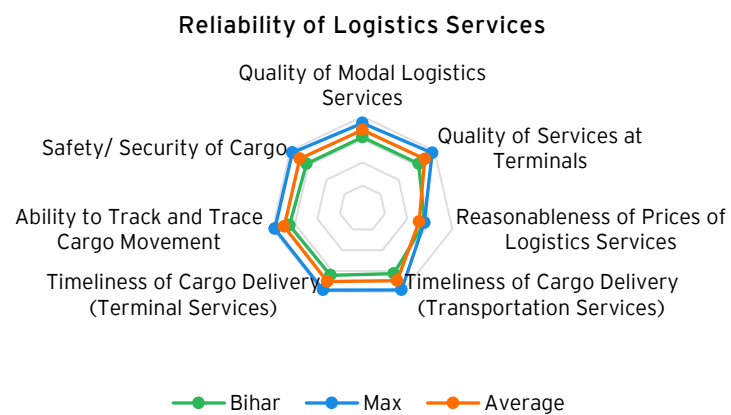 Reliability of Logistics Services
Quality of Modal Logistics
Services
Quality of Services at
Terminals
Safety/ Security of Cargo
Reasonableness of Prices of
Logistics Services
Ability to Track and Trace
Cargo Movement
Timeliness of Cargo Delivery
(Transportation Services)
Timeliness of Cargo Delivery
(Terminal Services)
Bihar Max Average